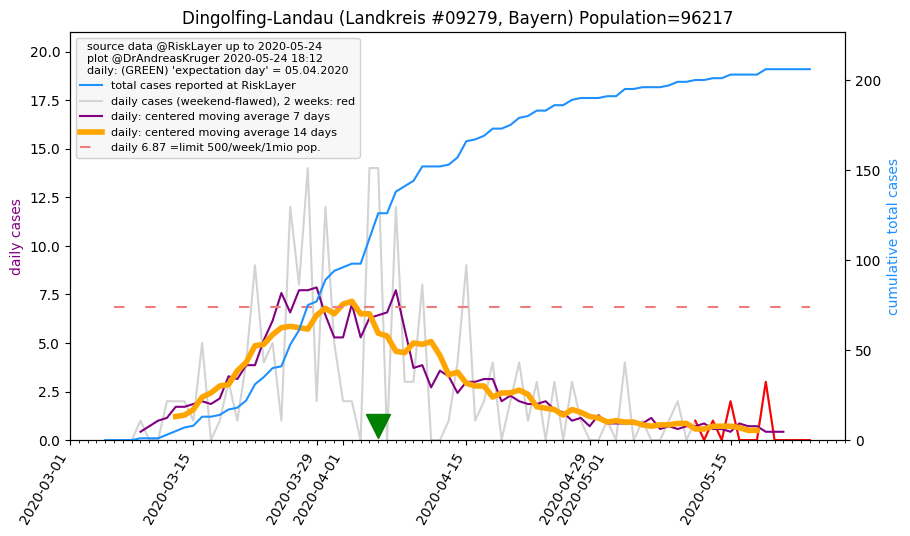 Dingolfing-Landau (Landkreis #09279, Bayern) Population=96217
source data @RiskLayer up to 2020-05-24
plot @DrAndreasKruger 2020-05-24 18:12
daily: (GREEN) 'expectation day' = 05.04.2020
total cases reported at RiskLayer
daily cases (weekend-flawed), 2 weeks: red
daily: centered moving average 7 days
daily: centered moving average 14 days
daily 6.87 =limit 500/week/1mio pop.
daily cases
20.0
17.5
15.0
12.5
10.0
7.5
5.0
2.5
0.0
200
150
100
50
0
cumulative total cases
2020-03-01
2020-03-15
2020-03-29
2020-04-01
2020-04-15
2020-04-29
2020-05-01
2020-05-15